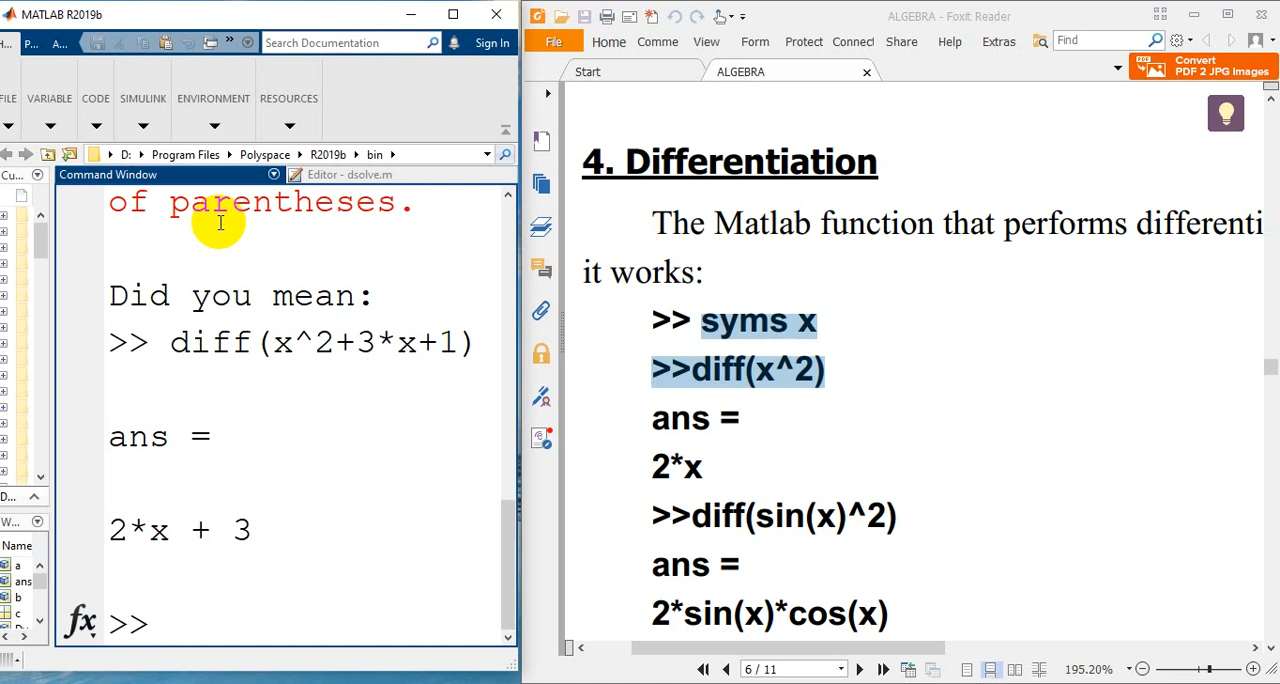 MATLAB R2019b
H...
P...
A...
Search Documentation
Sign In
FILE
VARIABLE
CODE
SIMULINK
ENVIRONMENT
RESOURCES
D:
Program Files
Polyspace
R2019b
bin
Cu...
Command Window
Editor - dsolve.m
of parentheses.
Did you mean:
>> diff(x^2+3*x+1)
ans =
2*x + 3
fx >>
D...
W...
Name
a
ans
b
c
ALGEBRA - Foxit Reader
File
Home
Comme
View
Form
Protect
Connect
Share
Help
Extras
Find
Start
ALGEBRA
Convert
PDF 2 JPG Images
4. Differentiation
The Matlab function that performs differenti
it works:
>> syms x
>>diff(x^2)
ans =
2*x
>>diff(sin(x)^2)
ans =
2*sin(x)*cos(x)
6 / 11
195.20%